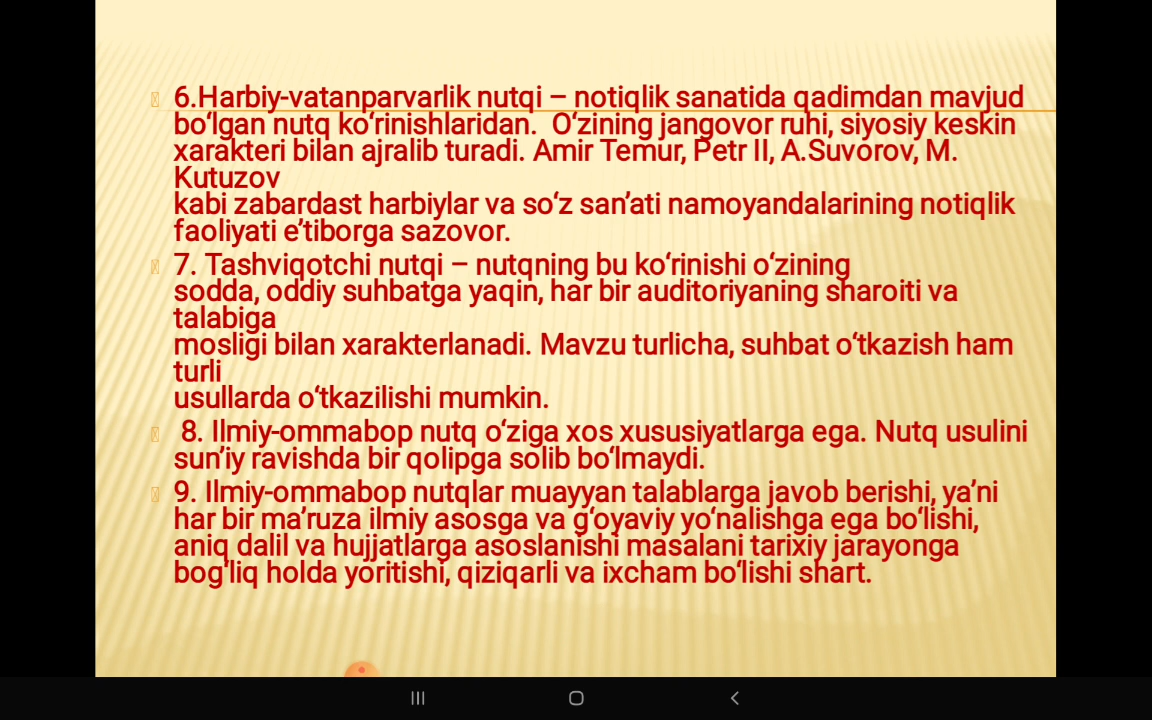 6.Harbiy-vatanparvarlik nutqi – notiqlik sanatida qadimdan mavjud
bo‘lgan nutq ko‘rinishlaridan.  O‘zining jangovor ruhi, siyosiy keskin
xarakteri bilan ajralib turadi. Amir Temur, Petr II, A.Suvorov, M.
Kutuzov
kabi zabardast harbiylar va so‘z san’ati namoyandalarining notiqlik
faoliyati e’tiborga sazovor.
7. Tashviqotchi nutqi – nutqning bu ko‘rinishi o‘zining
sodda, oddiy suhbatga yaqin, har bir auditoriyaning sharoiti va
talabiga
mosligi bilan xarakterlanadi. Mavzu turlicha, suhbat o‘tkazish ham
turli
usullarda o‘tkazilishi mumkin.
8. Ilmiy-ommabop nutq o‘ziga xos xususiyatlarga ega. Nutq usulini
sun’iy ravishda bir qolipga solib bo‘lmaydi.
9. Ilmiy-ommabop nutqlar muayyan talablarga javob berishi, ya’ni
har bir ma’ruza ilmiy asosga va g‘oyaviy yo‘nalishga ega bo‘lishi,
aniq dalil va hujjatlarga asoslanishi masalani tarixiy jarayonga
bog‘liq holda yoritishi, qiziqarli va ixcham bo‘lishi shart.